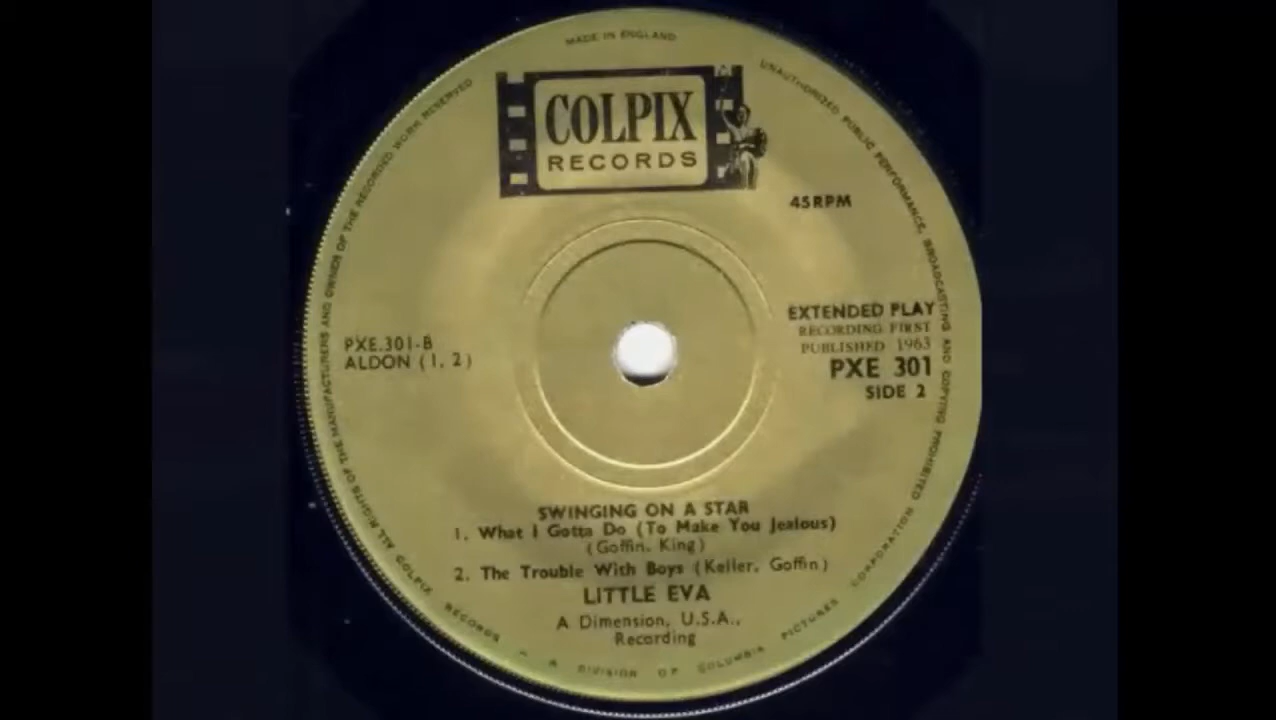 MADE IN ENGLAND
COLPIX
RECORDS
45 RPM
EXTENDED PLAY
RECORDING FIRST
PUBLISHED 1963
PXE 301
SIDE 2
PXE.301-B
ALDON (1, 2)
SWINGING ON A STAR
1. What I Gotta Do (To Make You Jealous)
(Goffin, King)
2. The Trouble With Boys (Keller, Goffin)
LITTLE EVA
A Dimension, U.S.A.,
Recording
ALL RIGHTS OF THE MANUFACTURERS AND OWNER OF THE RECORDED WORK RESERVED
UNAUTHORIZED PUBLIC PERFORMANCE, BROADCASTING AND COPYING PROHIBITED
COLPIX RECORDS A DIVISION OF COLUMBIA PICTURES CORPORATION